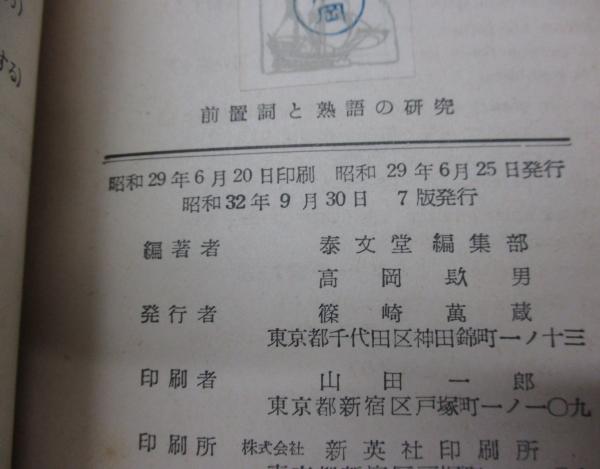 する)
岡
前置詞と熟語の研究
昭和29年6月20日印刷 昭和29年6月25日発行
昭和32年9月30日 7版発行
編著者 泰文堂編集部
高岡㒵男
発行者 篠崎萬蔵
東京都千代田区神田錦町一ノ十三
印刷者 山田一郎
東京都新宿区戸塚町一ノ一〇九
印刷所 株式会社 新英社印刷所